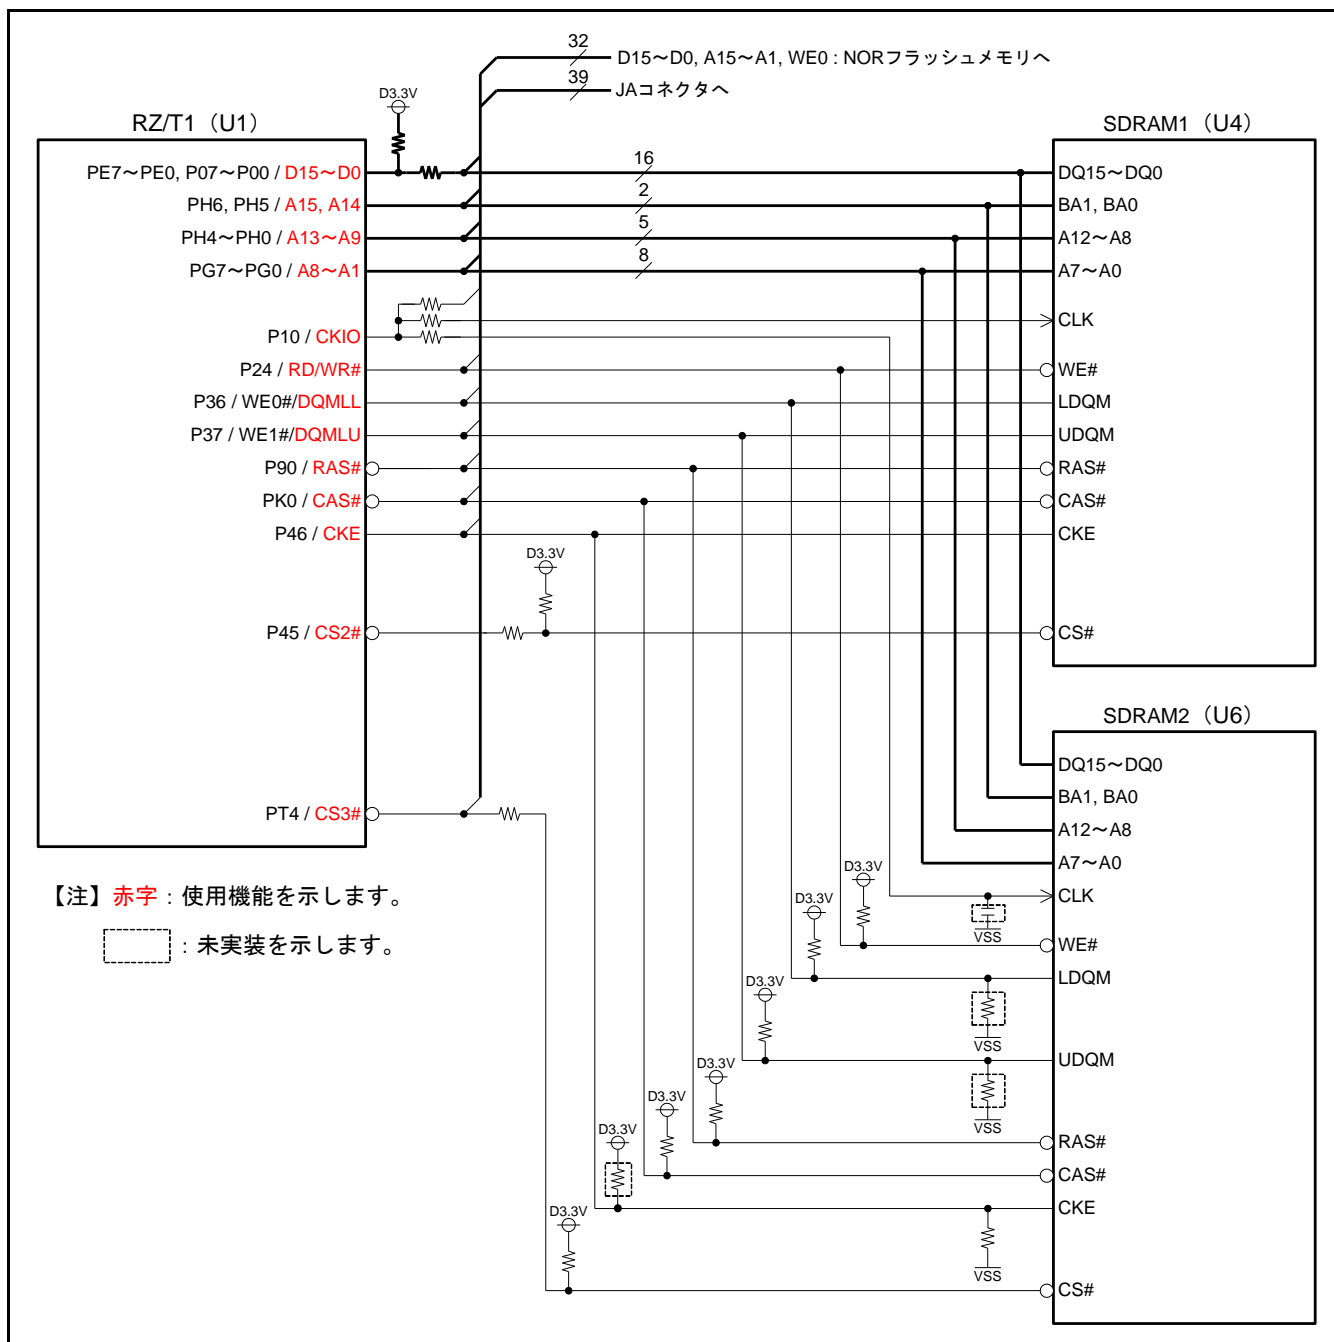 32
D15～D0, A15～A1, WE0 : NORフラッシュメモリへ
39
JAコネクタへ
D3.3V
RZ/T1（U1）
PE7～PE0, P07～P00 / D15～D0
PH6, PH5 / A15, A14
PH4～PH0 / A13～A9
PG7～PG0 / A8～A1
P10 / CKIO
P24 / RD/WR#
P36 / WE0#/DQMLL
P37 / WE1#/DQMLU
P90 / RAS#
PK0 / CAS#
P46 / CKE
P45 / CS2#
PT4 / CS3#
16
2
5
8
D3.3V
SDRAM1（U4）
DQ15～DQ0
BA1, BA0
A12～A8
A7～A0
CLK
WE#
LDQM
UDQM
RAS#
CAS#
CKE
CS#
SDRAM2（U6）
DQ15～DQ0
BA1, BA0
A12～A8
A7～A0
CLK
WE#
LDQM
UDQM
RAS#
CAS#
CKE
CS#
D3.3V
D3.3V
VSS
D3.3V
VSS
D3.3V
VSS
D3.3V
D3.3V
D3.3V
VSS
【注】赤字 : 使用機能を示します。
: 未実装を示します。